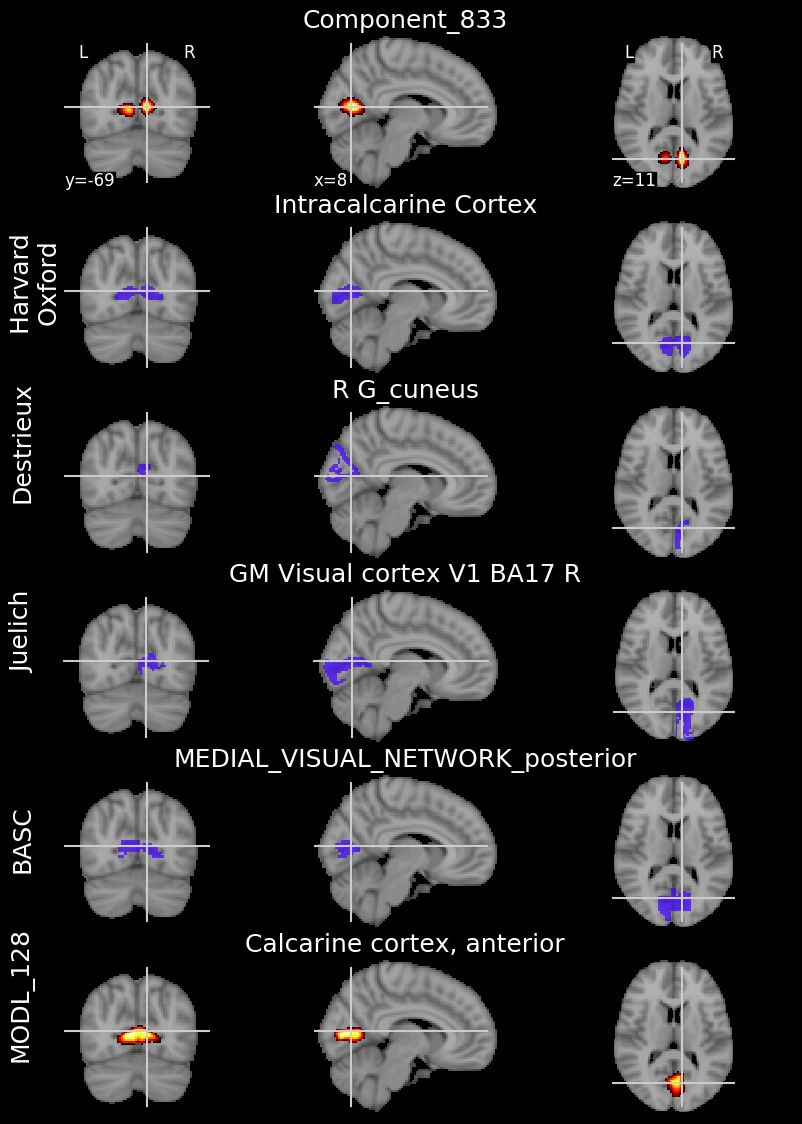 Component_833
L R L R
y=-69 x=8 z=11
Intracalcarine Cortex
Harvard
Oxford
R G_cuneus
Destrieux
GM Visual cortex V1 BA17 R
Juelich
MEDIAL_VISUAL_NETWORK_posterior
BASC
Calcarine cortex, anterior
MODL_128